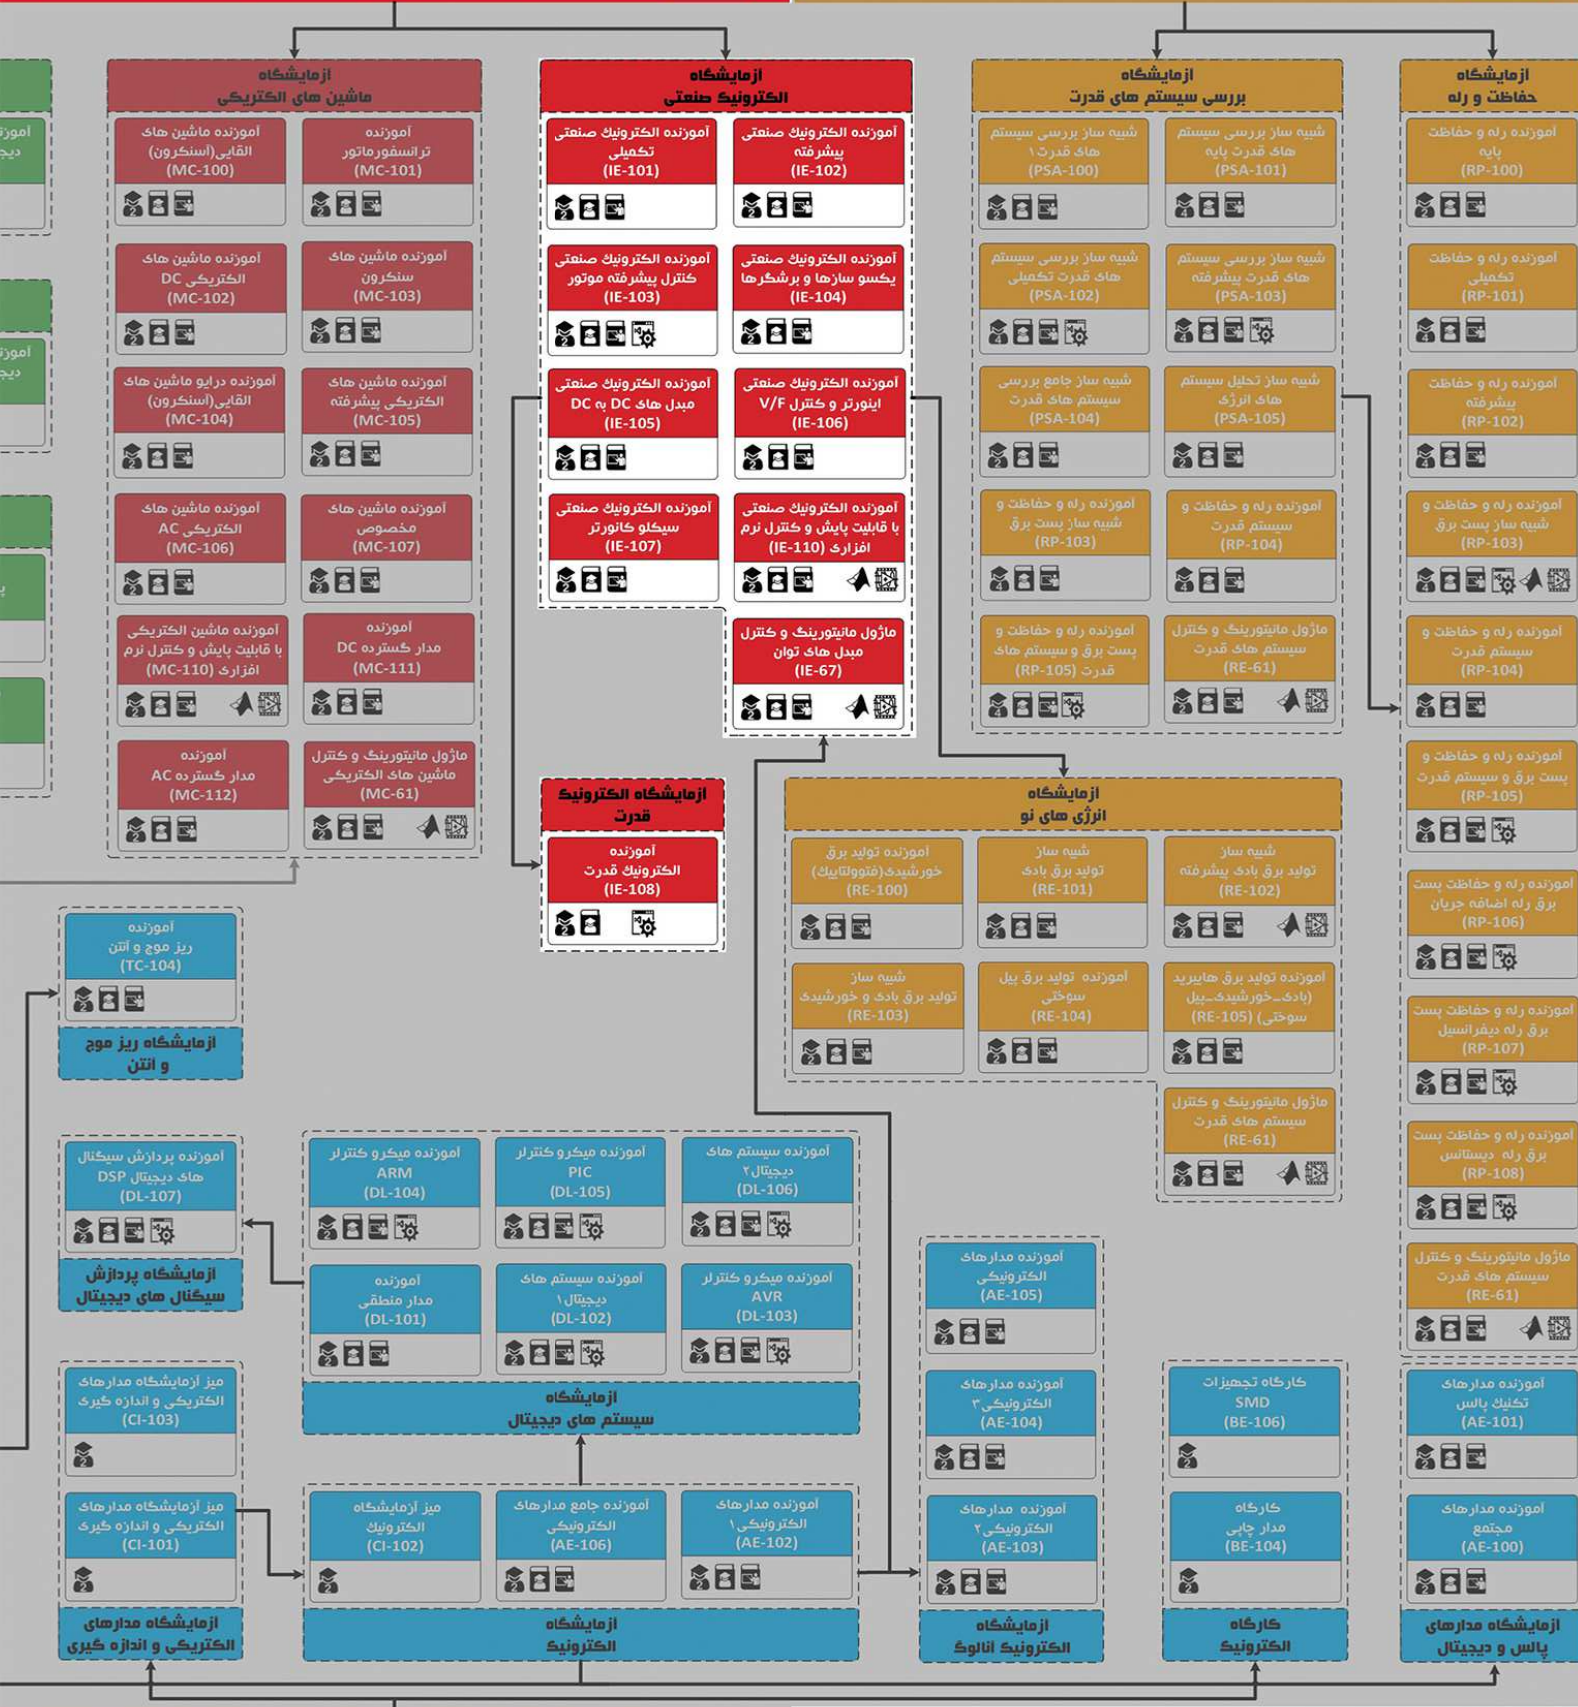 آزمایشگاه
ماشین های الکتریکی
آموزنده ماشین های
القایی(آسنکرون)
(MC-100)
آموزنده
ترانسفورماتور
(MC-101)
آموزنده ماشین های
الکتریکی DC
(MC-102)
آموزنده ماشین های
سنکرون
(MC-103)
آموزنده درایو ماشین های
القایی(آسنکرون)
(MC-104)
آموزنده ماشین های
الکتریکی پیشرفته
(MC-105)
آموزنده ماشین های
الکتریکی AC
(MC-106)
آموزنده ماشین های
مخصوص
(MC-107)
آموزنده ماشین الکتریکی
با قابلیت پایش و کنترل نرم
افزاری (MC-110)
آموزنده
مدار گسترده DC
(MC-111)
آموزنده
مدار گسترده AC
(MC-112)
ماژول مانیتورینگ و کنترل
ماشین های الکتریکی
(MC-61)
آزمایشگاه
الکترونیک صنعتی
آموزنده الکترونیك صنعتی
تکمیلی
(IE-101)
آموزنده الکترونیك صنعتی
پیشرفته
(IE-102)
آموزنده الکترونیك صنعتی
کنترل پیشرفته موتور
(IE-103)
آموزنده الکترونیك صنعتی
یکسو سازها و برشگرها
(IE-104)
آموزنده الکترونیك صنعتی
مبدل های DC به DC
(IE-105)
آموزنده الکترونیك صنعتی
اینورتر و کنترل V/F
(IE-106)
آموزنده الکترونیك صنعتی
سیکلو کانورتر
(IE-107)
آموزنده الکترونیك صنعتی
با قابلیت پایش و کنترل نرم
افزاری (IE-110)
ماژول مانیتورینگ و کنترل
مبدل های توان
(IE-67)
آزمایشگاه الکترونیک
قدرت
آموزنده
الکترونیك قدرت
(IE-108)
آزمایشگاه
بررسی سیستم های قدرت
شبیه ساز بررسی سیستم
های قدرت ۱
(PSA-100)
شبیه ساز بررسی سیستم
های قدرت پایه
(PSA-101)
شبیه ساز بررسی سیستم
های قدرت تکمیلی
(PSA-102)
شبیه ساز بررسی سیستم
های قدرت پیشرفته
(PSA-103)
شبیه ساز جامع بررسی
سیستم های قدرت
(PSA-104)
شبیه ساز تحلیل سیستم
های انرژی
(PSA-105)
آموزنده رله و حفاظت و
شبیه ساز پست برق
(RP-103)
آموزنده رله و حفاظت و
سیستم قدرت
(RP-104)
آموزنده رله و حفاظت و
پست برق و سیستم های
قدرت (RP-105)
ماژول مانیتورینگ و کنترل
سیستم های قدرت
(RE-61)
آزمایشگاه
حفاظت و رله
آموزنده رله و حفاظت
پایه
(RP-100)
آموزنده رله و حفاظت
تکمیلی
(RP-101)
آموزنده رله و حفاظت
پیشرفته
(RP-102)
آموزنده رله و حفاظت و
شبیه ساز پست برق
(RP-103)
آموزنده رله و حفاظت و
سیستم قدرت
(RP-104)
آموزنده رله و حفاظت و
پست برق و سیستم قدرت
(RP-105)
آموزنده رله و حفاظت پست
برق رله اضافه جریان
(RP-106)
آموزنده رله و حفاظت پست
برق رله دیفرانسیل
(RP-107)
آموزنده رله و حفاظت پست
برق رله دیستانس
(RP-108)
ماژول مانیتورینگ و کنترل
سیستم های قدرت
(RE-61)
آزمایشگاه
انرژی های نو
آموزنده تولید برق
خورشیدی(فتوولتاییك)
(RE-100)
شبیه ساز
تولید برق بادی
(RE-101)
شبیه ساز
تولید برق بادی پیشرفته
(RE-102)
شبیه ساز
تولید برق بادی و خورشیدی
(RE-103)
آموزنده تولید برق پیل
سوختی
(RE-104)
آموزنده تولید برق هایبرید
(بادی-خورشیدی-پیل
سوختی) (RE-105)
ماژول مانیتورینگ و کنترل
سیستم های قدرت
(RE-61)
آموزنده
ریز موج و آنتن
(TC-104)
آزمایشگاه ریز موج
و آنتن
آموزنده پردازش سیگنال
های دیجیتال DSP
(DL-107)
آزمایشگاه پردازش
سیگنال های دیجیتال
آموزنده میکرو کنترلر
ARM
(DL-104)
آموزنده میکرو کنترلر
PIC
(DL-105)
آموزنده سیستم های
دیجیتال۲
(DL-106)
آموزنده
مدار منطقی
(DL-101)
آموزنده سیستم های
دیجیتال۱
(DL-102)
آموزنده میکرو کنترلر
AVR
(DL-103)
آزمایشگاه
سیستم های دیجیتال
میز آزمایشگاه مدارهای
الکتریکی و اندازه گیری
(CI-103)
میز آزمایشگاه مدارهای
الکتریکی و اندازه گیری
(CI-101)
آزمایشگاه مدارهای
الکتریکی و اندازه گیری
میز آزمایشگاه
الکترونیك
(CI-102)
آموزنده جامع مدارهای
الکترونیکی
(AE-106)
آموزنده مدارهای
الکترونیکی۱
(AE-102)
آزمایشگاه
الکترونیک
آموزنده مدارهای
الکترونیکی
(AE-105)
آموزنده مدارهای
الکترونیکی۳
(AE-104)
آموزنده مدارهای
الکترونیکی۲
(AE-103)
آزمایشگاه
الکترونیک آنالوگ
کارگاه تجهیزات
SMD
(BE-106)
کارگاه
مدار چاپی
(BE-104)
کارگاه
الکترونیک
آموزنده مدارهای
تکنیك پالس
(AE-101)
آموزنده مدارهای
مجتمع
(AE-100)
آزمایشگاه مدارهای
پالس و دیجیتال